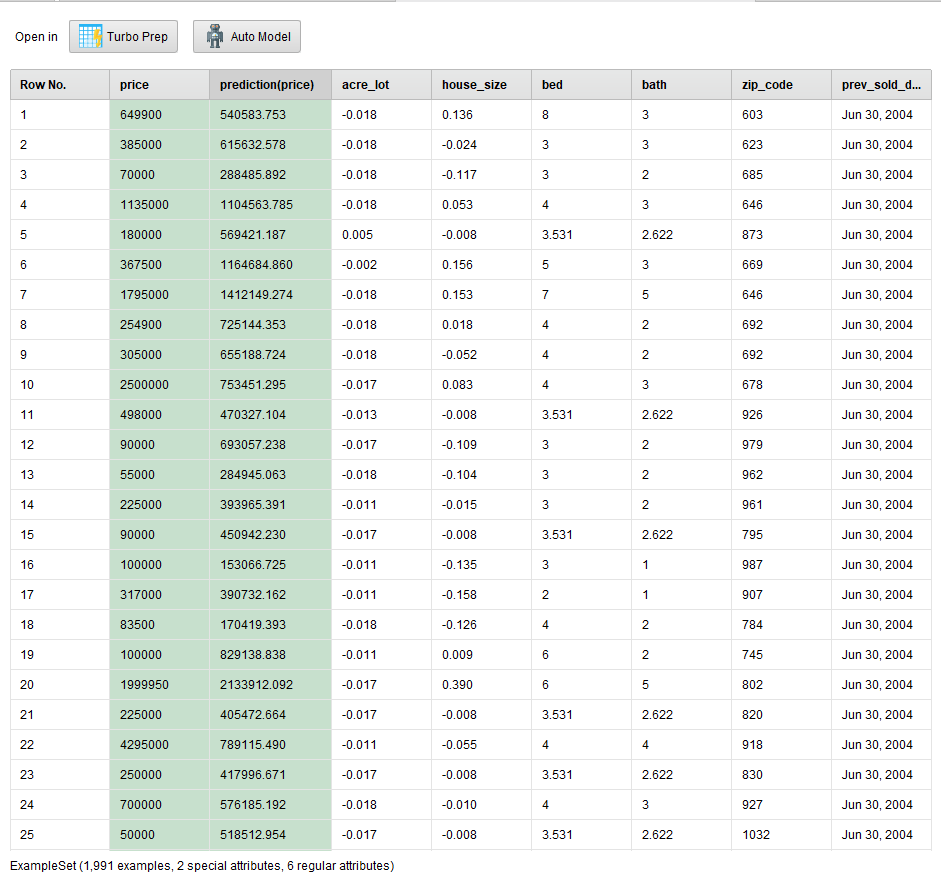 Open in Turbo Prep Auto Model
Row No. price prediction(price) acre_lot house_size bed bath zip_code prev_sold_d...
1 649900 540583.753 -0.018 0.136 8 3 603 Jun 30, 2004
2 385000 615632.578 -0.018 -0.024 3 3 623 Jun 30, 2004
3 70000 288485.892 -0.018 -0.117 3 2 685 Jun 30, 2004
4 1135000 1104563.785 -0.018 0.053 4 3 646 Jun 30, 2004
5 180000 569421.187 0.005 -0.008 3.531 2.622 873 Jun 30, 2004
6 367500 1164684.860 -0.002 0.156 5 3 669 Jun 30, 2004
7 1795000 1412149.274 -0.018 0.153 7 5 646 Jun 30, 2004
8 254900 725144.353 -0.018 0.018 4 2 692 Jun 30, 2004
9 305000 655188.724 -0.018 -0.052 4 2 692 Jun 30, 2004
10 2500000 753451.295 -0.017 0.083 4 3 678 Jun 30, 2004
11 498000 470327.104 -0.013 -0.008 3.531 2.622 926 Jun 30, 2004
12 90000 693057.238 -0.017 -0.109 3 2 979 Jun 30, 2004
13 55000 284945.063 -0.018 -0.104 3 2 962 Jun 30, 2004
14 225000 393965.391 -0.011 -0.015 3 2 961 Jun 30, 2004
15 90000 450942.230 -0.017 -0.008 3.531 2.622 795 Jun 30, 2004
16 100000 153066.725 -0.011 -0.135 3 1 987 Jun 30, 2004
17 317000 390732.162 -0.011 -0.158 2 1 907 Jun 30, 2004
18 83500 170419.393 -0.018 -0.126 4 2 784 Jun 30, 2004
19 100000 829138.838 -0.011 0.009 6 2 745 Jun 30, 2004
20 1999950 2133912.092 -0.017 0.390 6 5 802 Jun 30, 2004
21 225000 405472.664 -0.017 -0.008 3.531 2.622 820 Jun 30, 2004
22 4295000 789115.490 -0.011 -0.055 4 4 918 Jun 30, 2004
23 250000 417996.671 -0.017 -0.008 3.531 2.622 830 Jun 30, 2004
24 700000 576185.192 -0.018 -0.010 4 3 927 Jun 30, 2004
25 50000 518512.954 -0.017 -0.008 3.531 2.622 1032 Jun 30, 2004
ExampleSet (1,991 examples, 2 special attributes, 6 regular attributes)